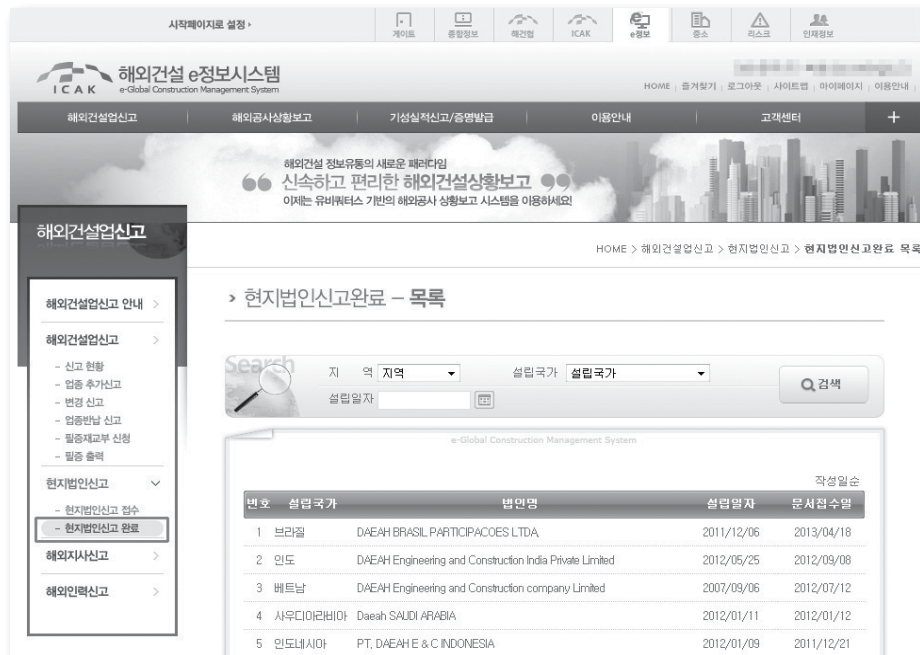 시작페이지로 설정 ›
게이트 종합정보 해건협 ICAK e정보 중소 리스크 인재정보
ICAK 해외건설 e정보시스템
e-Global Construction Management System
HOME | 즐겨찾기 | 로그아웃 | 사이트맵 | 마이페이지 | 이용안내
해외건설업신고 해외공사상황보고 기성실적신고/증명발급 이용안내 고객센터 +
해외건설 정보유통의 새로운 패러다임
신속하고 편리한 해외건설상황보고
이제는 유비쿼터스 기반의 해외공사 상황보고 시스템을 이용하세요!
해외건설업신고
HOME > 해외건설업신고 > 현지법인신고 > 현지법인신고완료 목록
해외건설업신고 안내 >
해외건설업신고 >
- 신고 현황
- 업종 추가신고
- 변경 신고
- 업종반납 신고
- 필증재교부 신청
- 필증 출력
현지법인신고
- 현지법인신고 접수
- 현지법인신고 완료
해외지사신고 >
해외인력신고 >
› 현지법인신고완료 – 목록
Search
지 역 지역 설립국가 설립국가
설립일자
검색
e-Global Construction Management System
작성일순
번호 설립국가 법인명 설립일자 문서접수일
1 브라질 DAEAH BRASIL PARTICIPACOES LTDA, 2011/12/06 2013/04/18
2 인도 DAEAH Engineering and Construction India Private Limited 2012/05/25 2012/09/08
3 베트남 DAEAH Engineering and Construction company Limited 2007/09/06 2012/07/12
4 사우디아라비아 Daeah SAUDI ARABIA 2012/01/11 2012/01/12
5 인도네시아 PT, DAEAH E & C INDONESIA 2012/01/09 2011/12/21